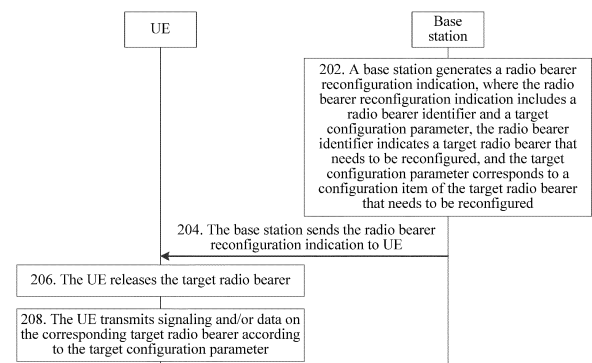 UE
Base
station
202. A base station generates a radio bearer
reconfiguration indication, where the radio
bearer reconfiguration indication includes a
radio bearer identifier and a target
configuration parameter, the radio bearer
identifier indicates a target radio bearer that
needs to be reconfigured, and the target
configuration parameter corresponds to a
configuration item of the target radio bearer
that needs to be reconfigured
204. The base station sends the radio bearer
reconfiguration indication to UE
206. The UE releases the target radio bearer
208. The UE transmits signaling and/or data on
the corresponding target radio bearer according
to the target configuration parameter